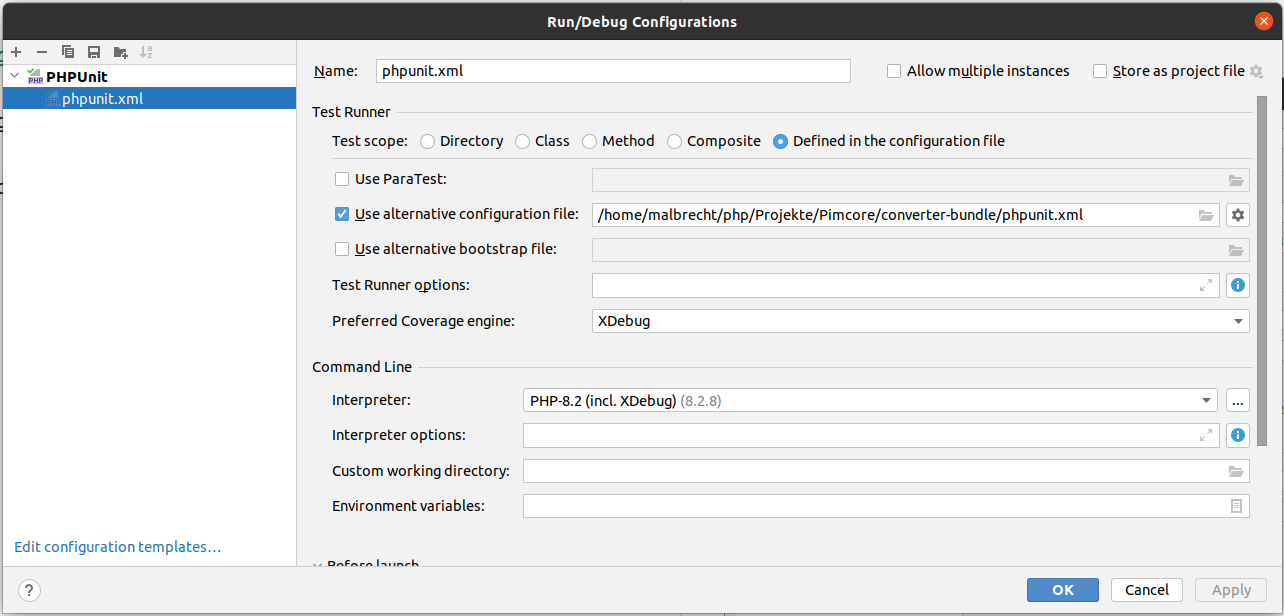 Run/Debug Configurations
PHPUnit
phpunit.xml
Name: phpunit.xml Allow multiple instances Store as project file
Test Runner
Test scope: Directory Class Method Composite Defined in the configuration file
Use ParaTest:
Use alternative configuration file: /home/malbrecht/php/Projekte/Pimcore/converter-bundle/phpunit.xml
Use alternative bootstrap file:
Test Runner options:
Preferred Coverage engine: XDebug
Command Line
Interpreter: PHP-8.2 (incl. XDebug) (8.2.8) ...
Interpreter options:
Custom working directory:
Environment variables:
Edit configuration templates...
Before launch
? OK Cancel Apply